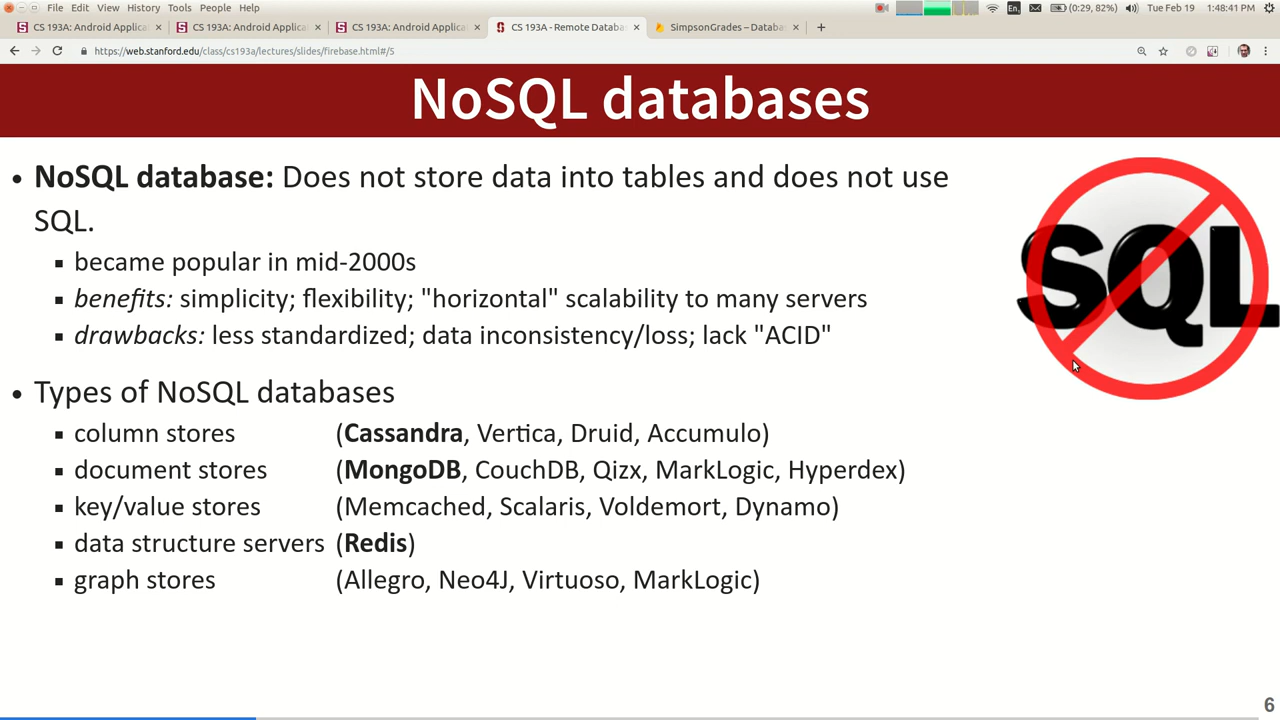 File Edit View History Tools People Help
En (0:29, 82%) Tue Feb 19 1:48:41 PM
CS 193A: Android Applica × CS 193A: Android Applica × CS 193A: Android Applica × CS 193A - Remote Databa × SimpsonGrades – Databa ×
https://web.stanford.edu/class/cs193a/lectures/slides/firebase.html#/5
NoSQL databases
• NoSQL database: Does not store data into tables and does not use
SQL.
▪ became popular in mid-2000s
▪ benefits: simplicity; flexibility; "horizontal" scalability to many servers
▪ drawbacks: less standardized; data inconsistency/loss; lack "ACID"
SQL
• Types of NoSQL databases
▪ column stores (Cassandra, Vertica, Druid, Accumulo)
▪ document stores (MongoDB, CouchDB, Qizx, MarkLogic, Hyperdex)
▪ key/value stores (Memcached, Scalaris, Voldemort, Dynamo)
▪ data structure servers (Redis)
▪ graph stores (Allegro, Neo4J, Virtuoso, MarkLogic)
6